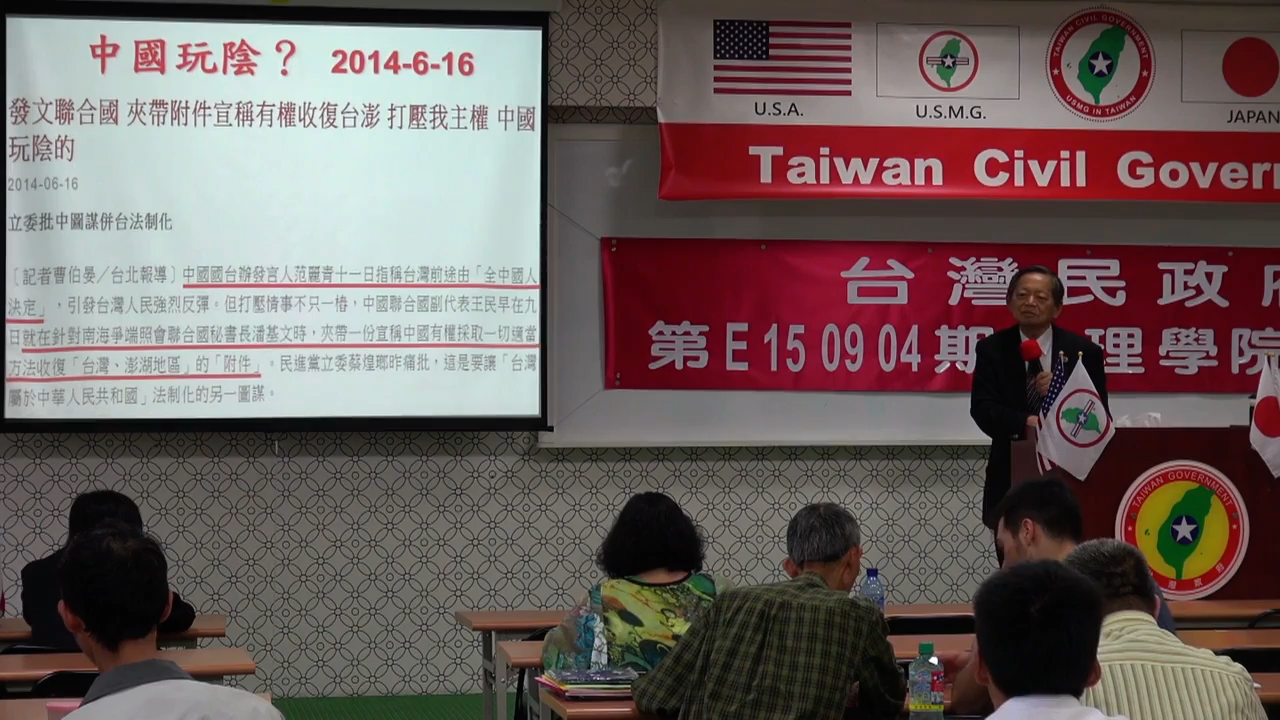 中國玩陰？ 2014-6-16
發文聯合國 夾帶附件宣稱有權收復台澎 打壓我主權 中國
玩陰的
2014-06-16
立委批中圖謀併台法制化
〔記者曹伯晏／台北報導〕中國國台辦發言人范麗青十一日指稱台灣前途由「全中國人
決定」，引發台灣人民強烈反彈。但打壓情事不只一樁，中國聯合國副代表王民早在九
日就在針對南海爭端照會聯合國秘書長潘基文時，夾帶一份宣稱中國有權採取一切適當
方法收復「台灣、澎湖地區」的「附件」。民進黨立委蔡煌瑯昨痛批，這是要讓「台灣
屬於中華人民共和國」法制化的另一圖謀。
U.S.A.
U.S.M.G.
TAIWAN CIVIL GOVERNMENT
USMG IN TAIWAN
JAPAN
Taiwan Civil Gover
台灣民政
第E150904期 理學院
TAIWAN GOVERNMENT